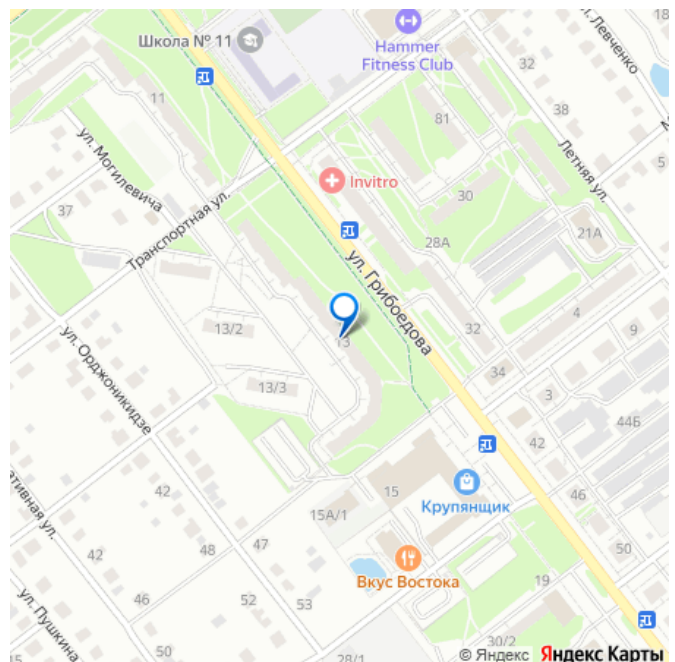 18
ул. Левченко
Школа № 11
Hammer
Fitness Club
11
32
38
81
5
ул. Могилевича
Летняя ул.
Invitro
30
37
Транспортная ул.
21А
28А
ул. Грибоедова
4
9
13/2
13
32
ул. Орджоникидзе
34
13/3
3
44Б
42
15
42
46
Крупянщик
15А/1
ативная ул.
42
48
47
50
Вкус Востока
19
46
52
53
ул. Пушкина
50
15
28/1
30/2
© Яндекс Яндекс Карты